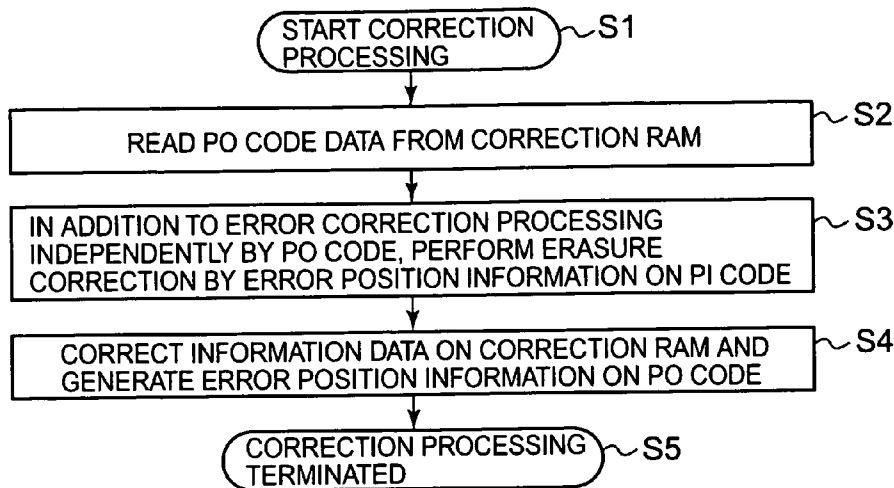 START CORRECTION
PROCESSING
S1
S2
READ PO CODE DATA FROM CORRECTION RAM
S3
IN ADDITION TO ERROR CORRECTION PROCESSING
INDEPENDENTLY BY PO CODE, PERFORM ERASURE
CORRECTION BY ERROR POSITION INFORMATION ON PI CODE
S4
CORRECT INFORMATION DATA ON CORRECTION RAM AND
GENERATE ERROR POSITION INFORMATION ON PO CODE
CORRECTION PROCESSING
TERMINATED
S5